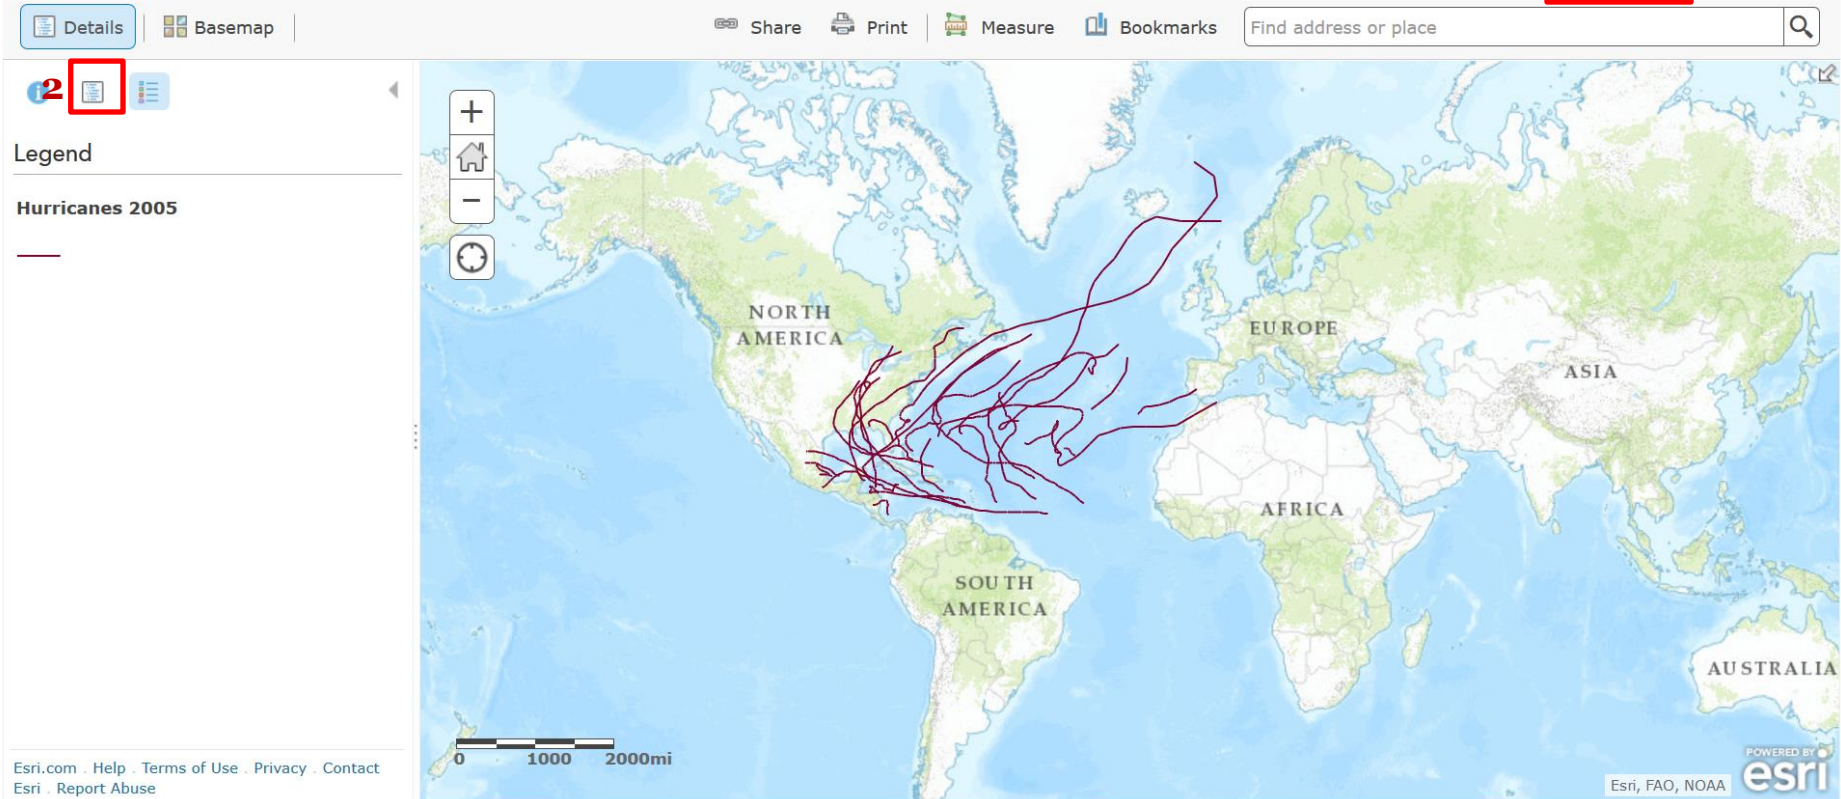 Details
Basemap
Share
Print
Measure
Bookmarks
Find address or place
2
Legend
Hurricanes 2005
NORTH
AMERICA
EUROPE
ASIA
AFRICA
SOUTH
AMERICA
AUSTRALIA
0 1000 2000mi
Esri.com . Help . Terms of Use . Privacy . Contact
Esri . Report Abuse
Esri, FAO, NOAA
POWERED BY
esri